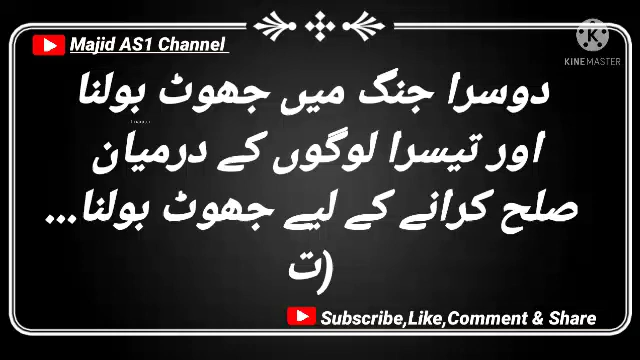 Majid AS1 Channel
KINEMASTER
دوسرا جنگ میں جھوٹ بولنا
اور تیسرا لوگوں کے درمیان
صلح کرانے کے لیے جھوٹ بولنا...
(ت
Subscribe,Like,Comment & Share